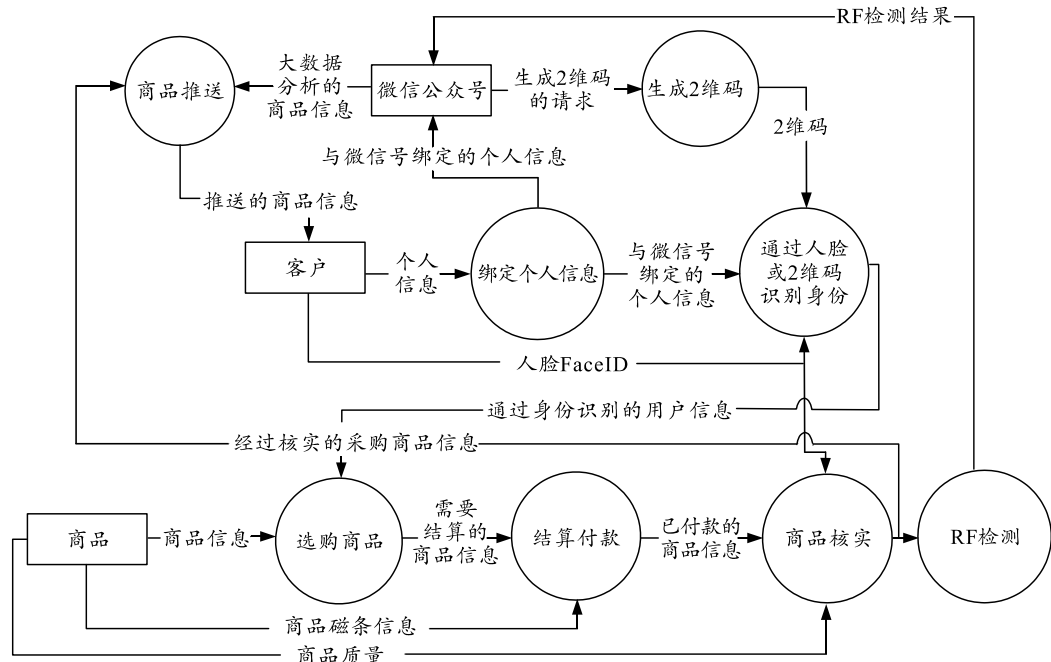 RF检测结果
商品推送
大数据
分析的
商品信息
微信公众号
生成2维码
的请求
生成2维码
2维码
与微信号绑定的个人信息
推送的商品信息
客户
个人
信息
绑定个人信息
与微信号
绑定的
个人信息
通过人脸
或2维码
识别身份
人脸FaceID
通过身份识别的用户信息
经过核实的采购商品信息
商品
商品信息
选购商品
需要
结算的
商品信息
结算付款
已付款的
商品信息
商品核实
RF检测
商品磁条信息
商品质量